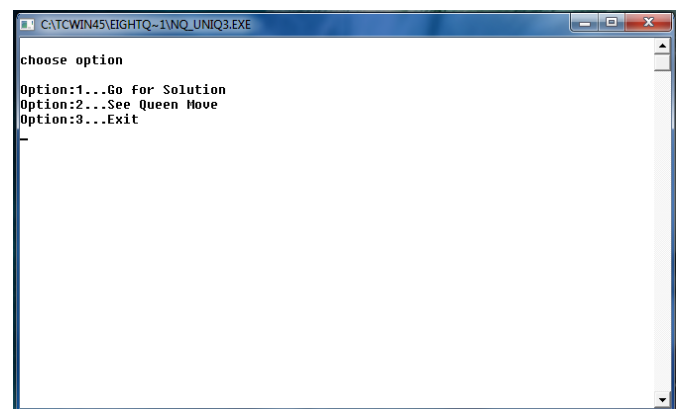 C:\TCWIN45\EIGHTQ~1\NQ_UNIQ3.EXE
choose option
Option:1...Go for Solution
Option:2...See Queen Move
Option:3...Exit